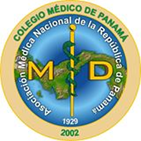 COLEGIO MÉDICO DE PANAMÁ
Asociación Médica Nacional de la República de Panamá
M D
1929
2002